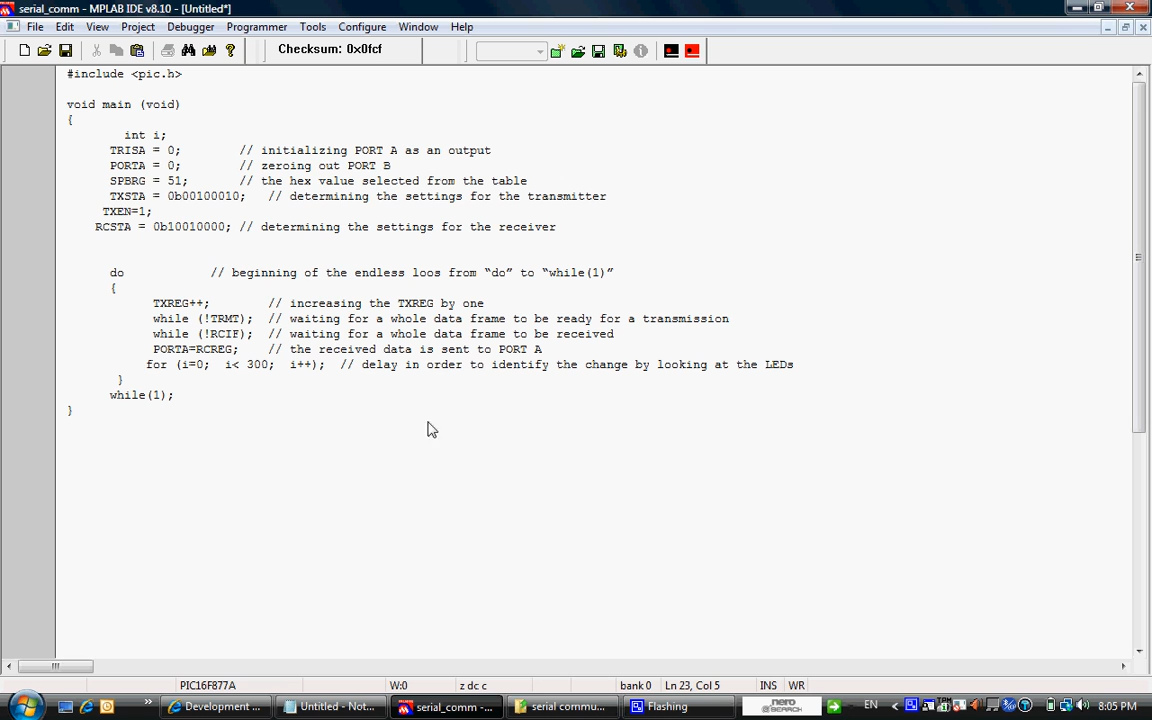 serial_comm - MPLAB IDE v8.10 - [Untitled*]
File Edit View Project Tools Debugger Programmer Tools Configure Window Help
Checksum: 0x0fcf
#include <pic.h>
void main (void)
{
int i;
TRISA = 0; // initializing PORT A as an output
PORTA = 0; // zeroing out PORT B
SPBRG = 51; // the hex value selected from the table
TXSTA = 0b00100010; // determining the settings for the transmitter
TXEN=1;
RCSTA = 0b10010000; // determining the settings for the receiver
do // beginning of the endless loos from “do” to “while(1)”
{
TXREG++; // increasing the TXREG by one
while (!TRMT); // waiting for a whole data frame to be ready for a transmission
while (!RCIF); // waiting for a whole data frame to be received
PORTA=RCREG; // the received data is sent to PORT A
for (i=0; i< 300; i++); // delay in order to identify the change by looking at the LEDs
}
while(1);
}
PIC16F877A W:0 z dc c bank 0 Ln 23, Col 5 INS WR
Development ... Untitled - Not... serial_comm -... serial commu... Flashing nero SEARCH EN 8:05 PM